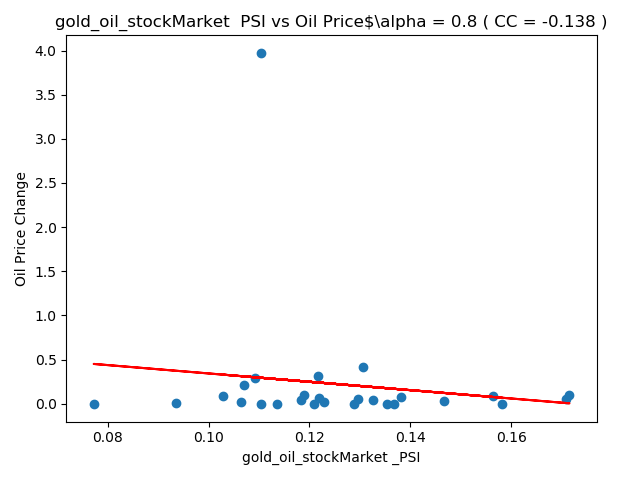 gold_oil_stockMarket  PSI vs Oil Price$\alpha = 0.8 ( CC = -0.138 )
4.0
3.5
3.0
2.5
2.0
1.5
1.0
0.5
0.0
Oil Price Change
0.08 0.10 0.12 0.14 0.16
gold_oil_stockMarket _PSI